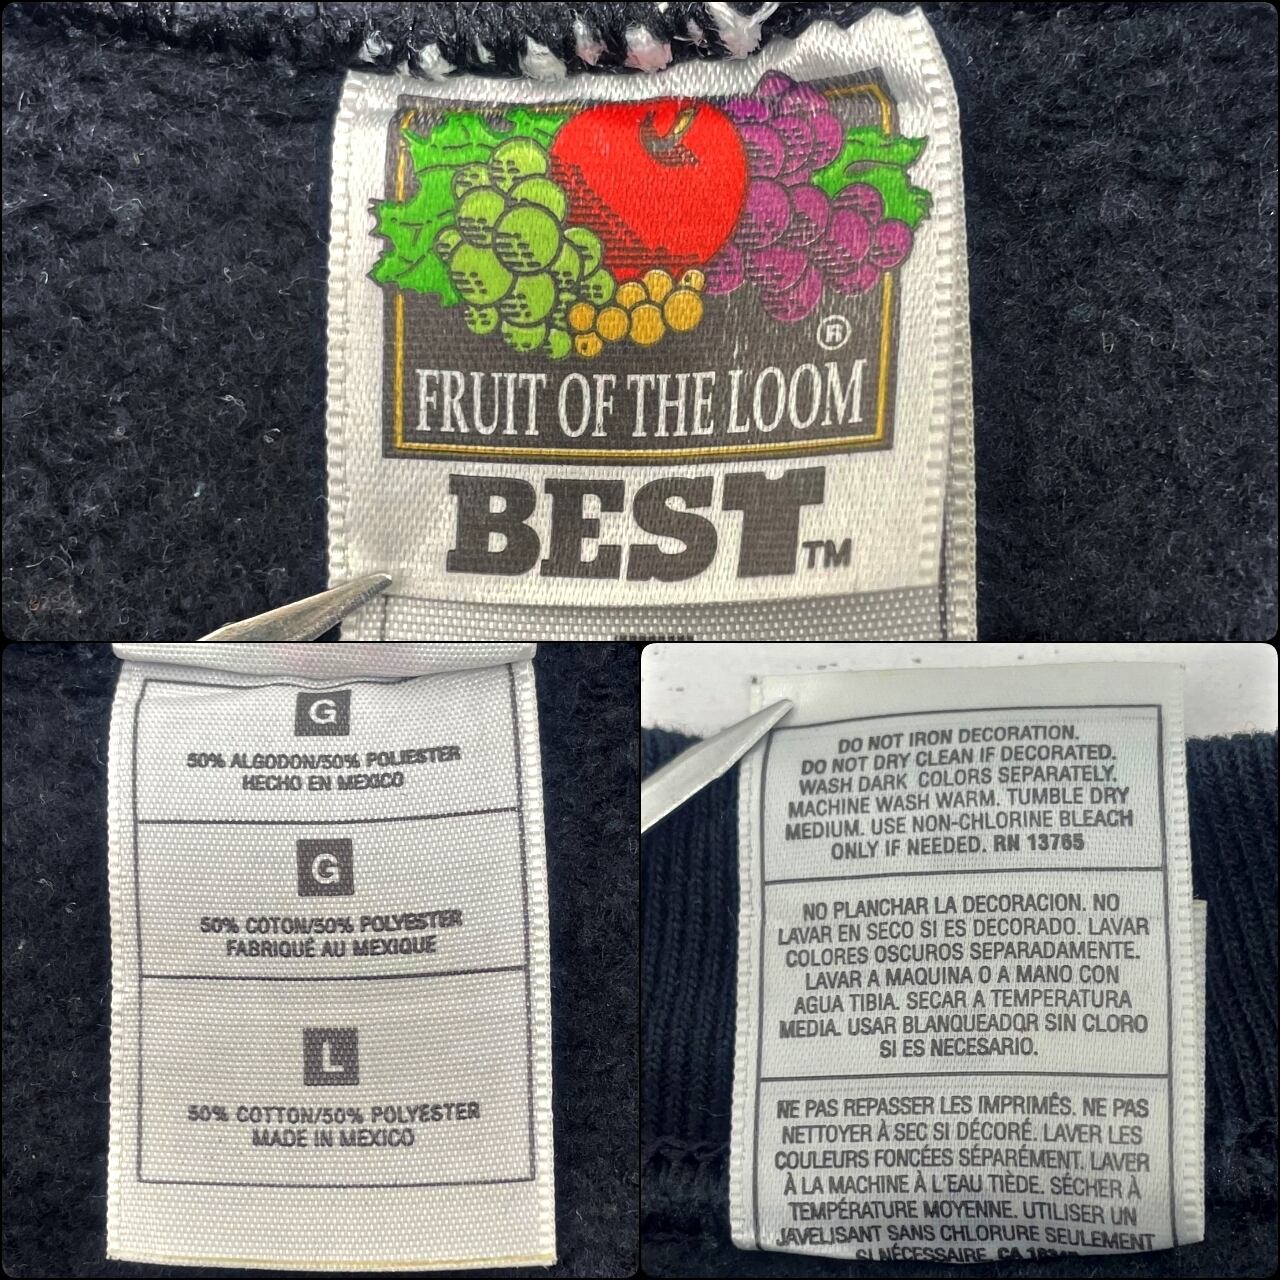 ®
FRUIT OF THE LOOM
BEST™
G
50% ALGODON/50% POLIESTER
HECHO EN MEXICO
G
50% COTON/50% POLYESTER
FABRIQUÉ AU MEXIQUE
L
50% COTTON/50% POLYESTER
MADE IN MEXICO
DO NOT IRON DECORATION.
DO NOT DRY CLEAN IF DECORATED.
WASH DARK COLORS SEPARATELY.
MACHINE WASH WARM. TUMBLE DRY
MEDIUM. USE NON-CHLORINE BLEACH
ONLY IF NEEDED. RN 13765
NO PLANCHAR LA DECORACION. NO
LAVAR EN SECO SI ES DECORADO. LAVAR
COLORES OSCUROS SEPARADAMENTE.
LAVAR A MAQUINA O A MANO CON
AGUA TIBIA. SECAR A TEMPERATURA
MEDIA. USAR BLANQUEADOR SIN CLORO
SI ES NECESARIO.
NE PAS REPASSER LES IMPRIMÉS. NE PAS
NETTOYER À SEC SI DÉCORÉ. LAVER LES
COULEURS FONCÉES SÉPARÉMENT. LAVER
À LA MACHINE À L'EAU TIÈDE. SÉCHER À
TEMPÉRATURE MOYENNE. UTILISER UN
JAVELISANT SANS CHLORURE SEULEMENT
SI NÉCESSAIRE. CA